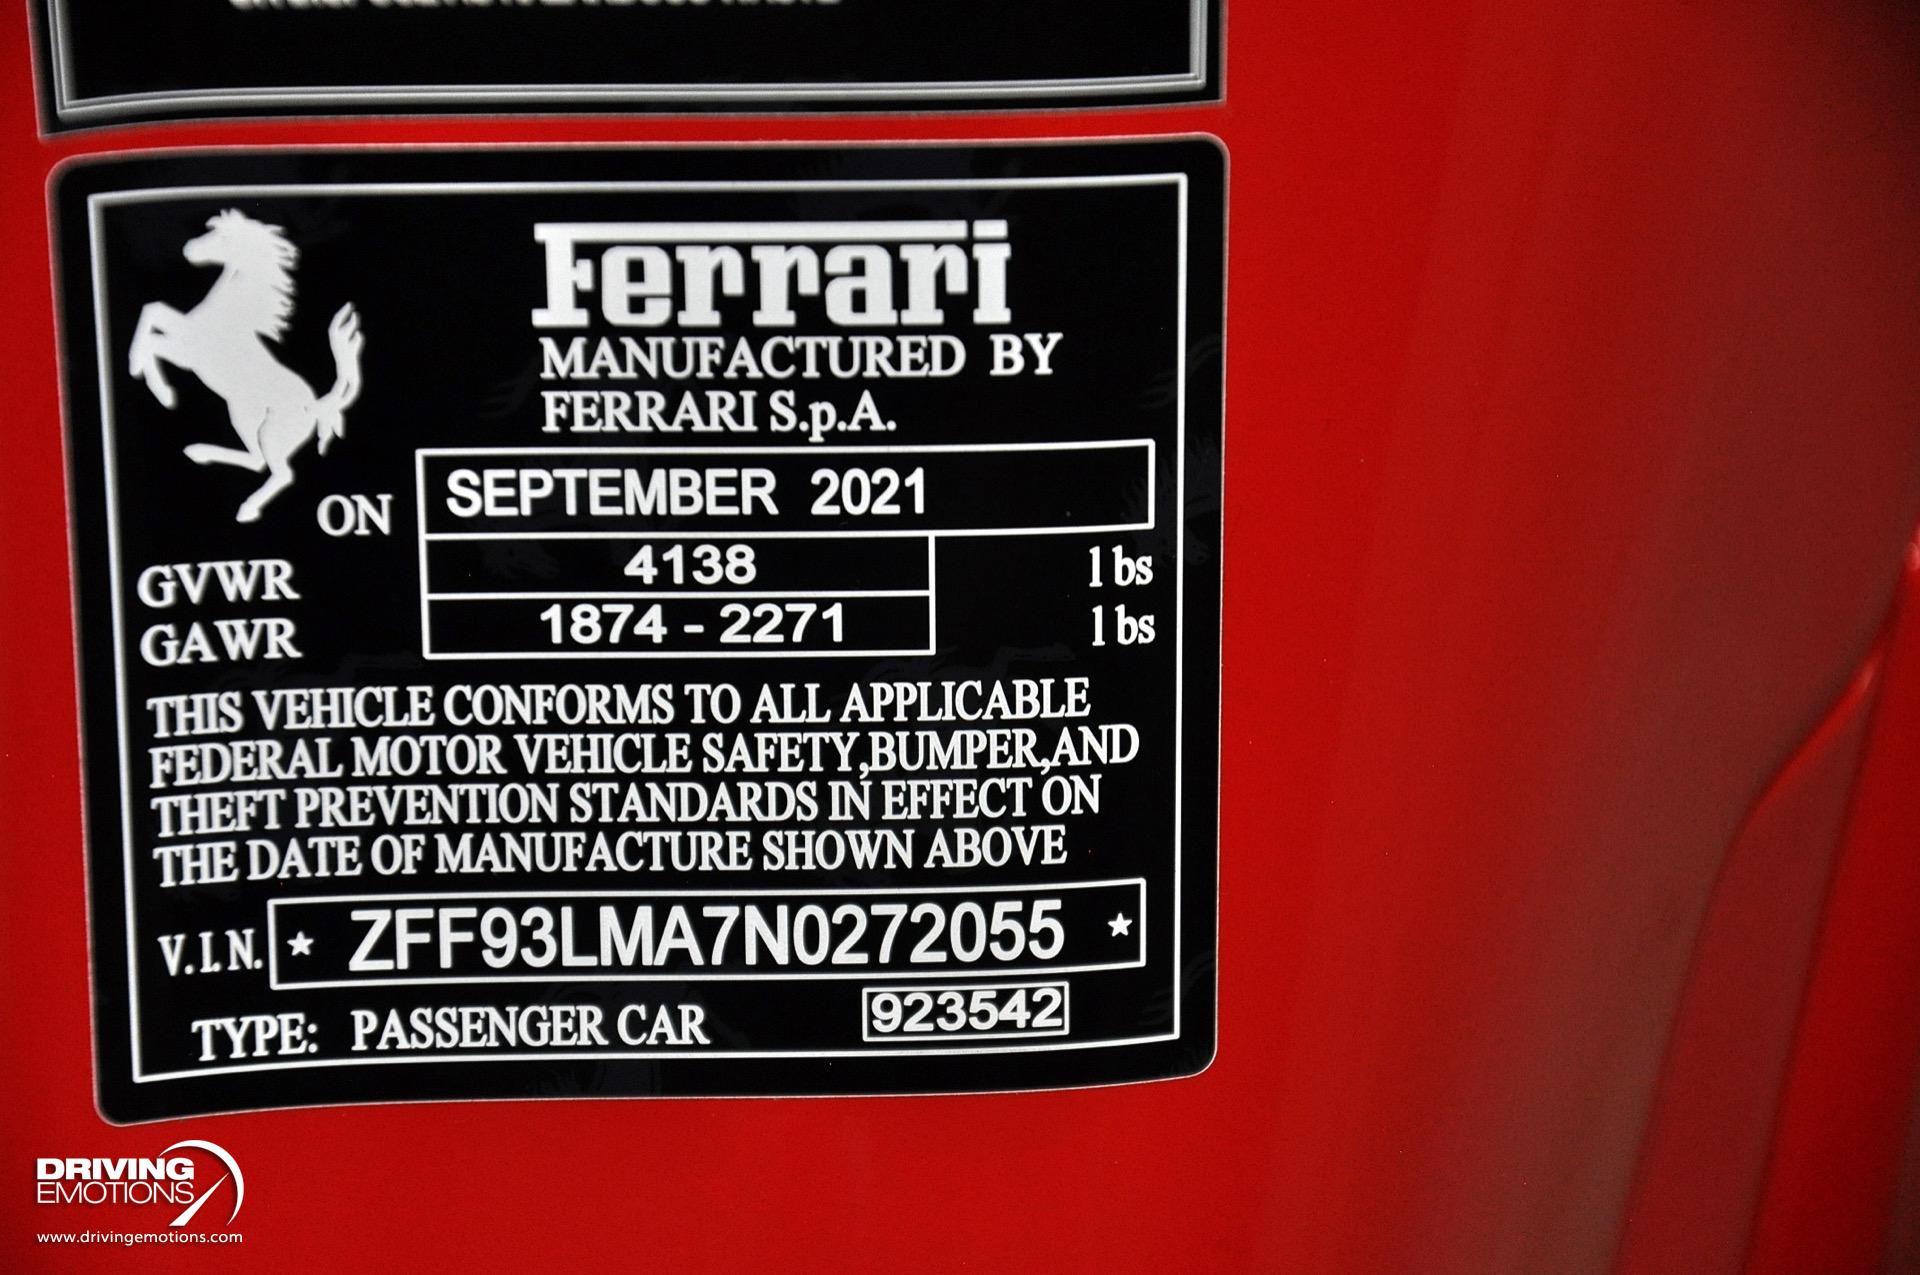 Ferrari
MANUFACTURED BY
FERRARI S.p.A.
ON SEPTEMBER 2021
GVWR 4138 lbs
GAWR 1874 - 2271 lbs
THIS VEHICLE CONFORMS TO ALL APPLICABLE
FEDERAL MOTOR VEHICLE SAFETY,BUMPER,AND
THEFT PREVENTION STANDARDS IN EFFECT ON
THE DATE OF MANUFACTURE SHOWN ABOVE
V.I.N. ★ ZFF93LMA7N0272055 ★
TYPE: PASSENGER CAR 923542
DRIVING
EMOTIONS
www.drivingemotions.com